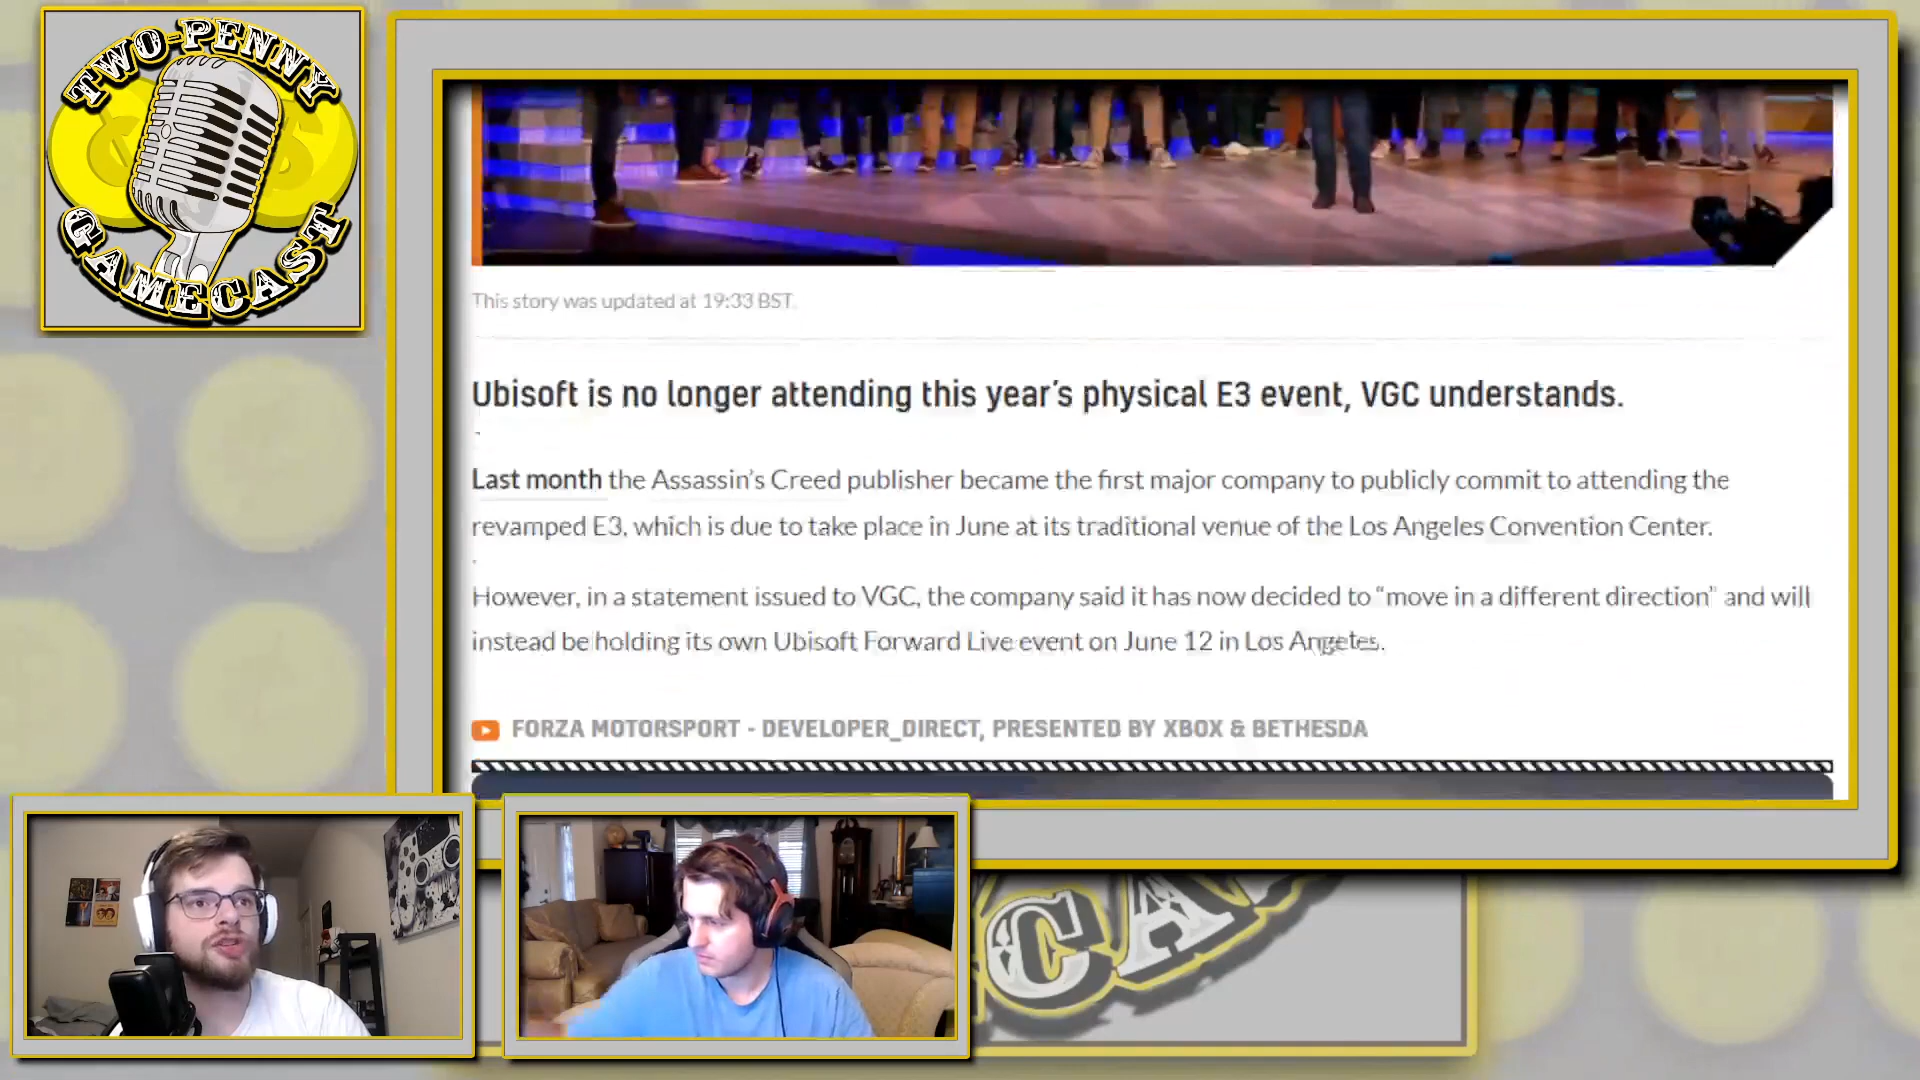 TWO-PENNY
GAMECAST
This story was updated at 19:33 BST.
Ubisoft is no longer attending this year's physical E3 event, VGC understands.
Last month the Assassin's Creed publisher became the first major company to publicly commit to attending the
revamped E3, which is due to take place in June at its traditional venue of the Los Angeles Convention Center.
However, in a statement issued to VGC, the company said it has now decided to “move in a different direction” and will
instead be holding its own Ubisoft Forward Live event on June 12 in Los Angeles.
FORZA MOTORSPORT - DEVELOPER_DIRECT, PRESENTED BY XBOX & BETHESDA